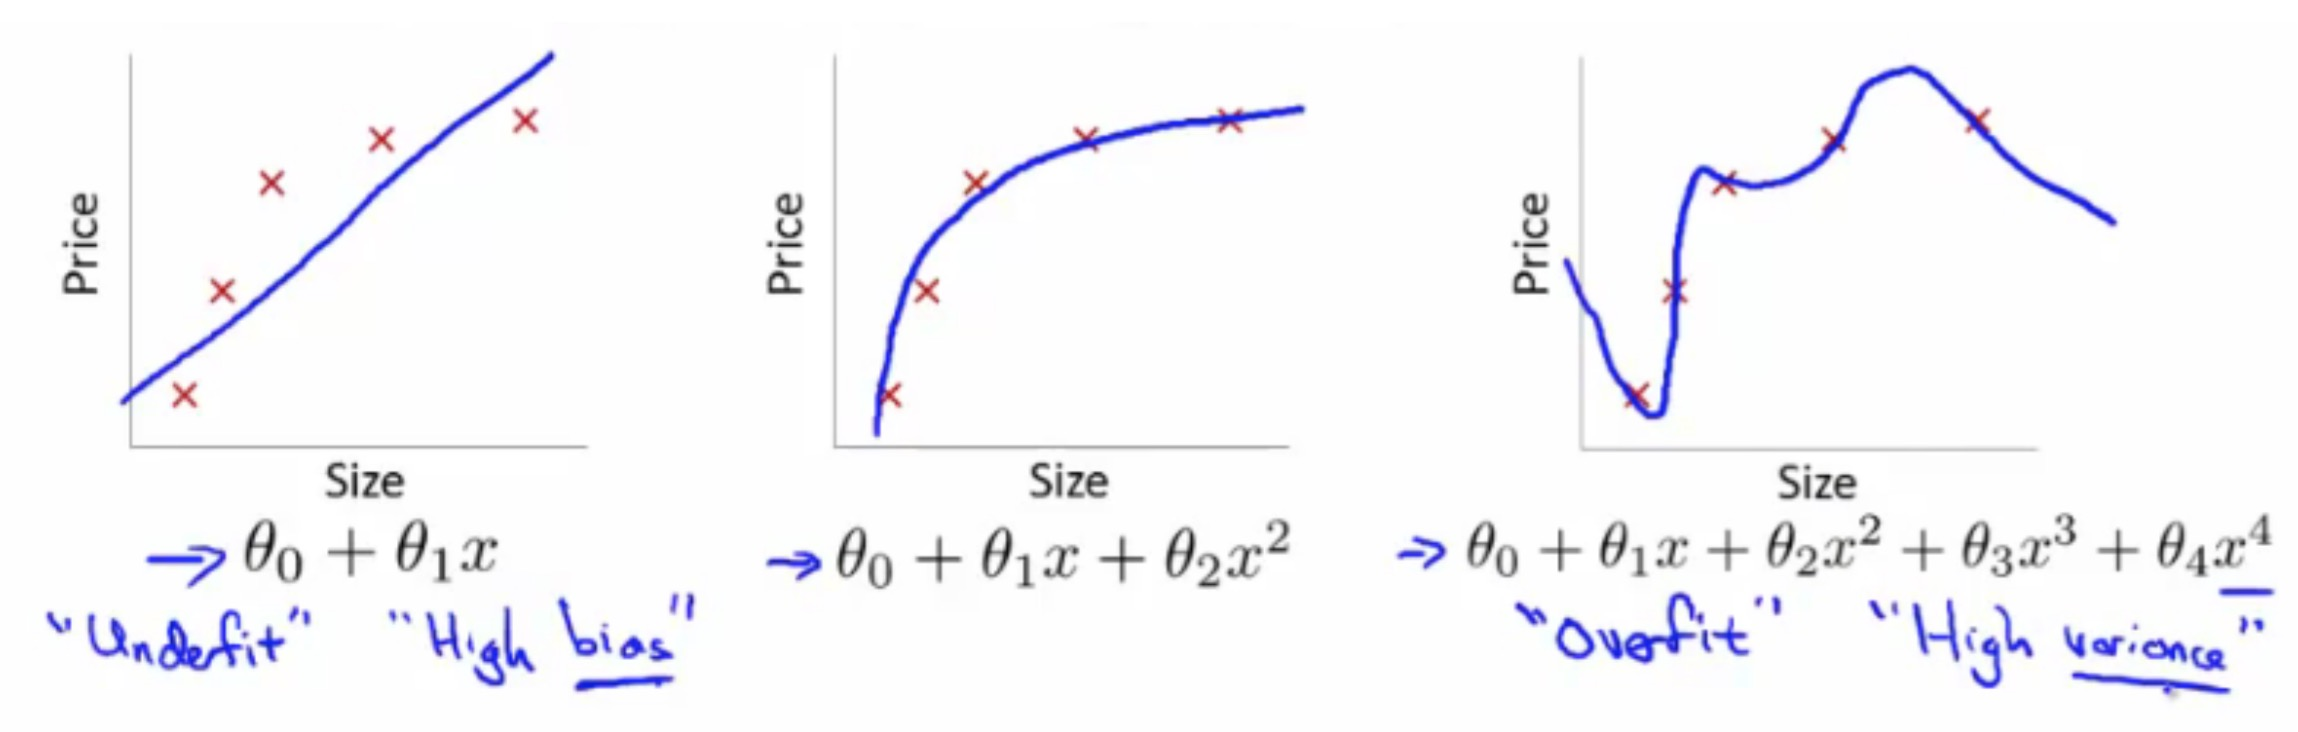 Price
Size
θ₀ + θ₁x
"Underfit" "High bias"
Price
Size
θ₀ + θ₁x + θ₂x²
Price
Size
θ₀ + θ₁x + θ₂x² + θ₃x³ + θ₄x⁴
"Overfit" "High variance"